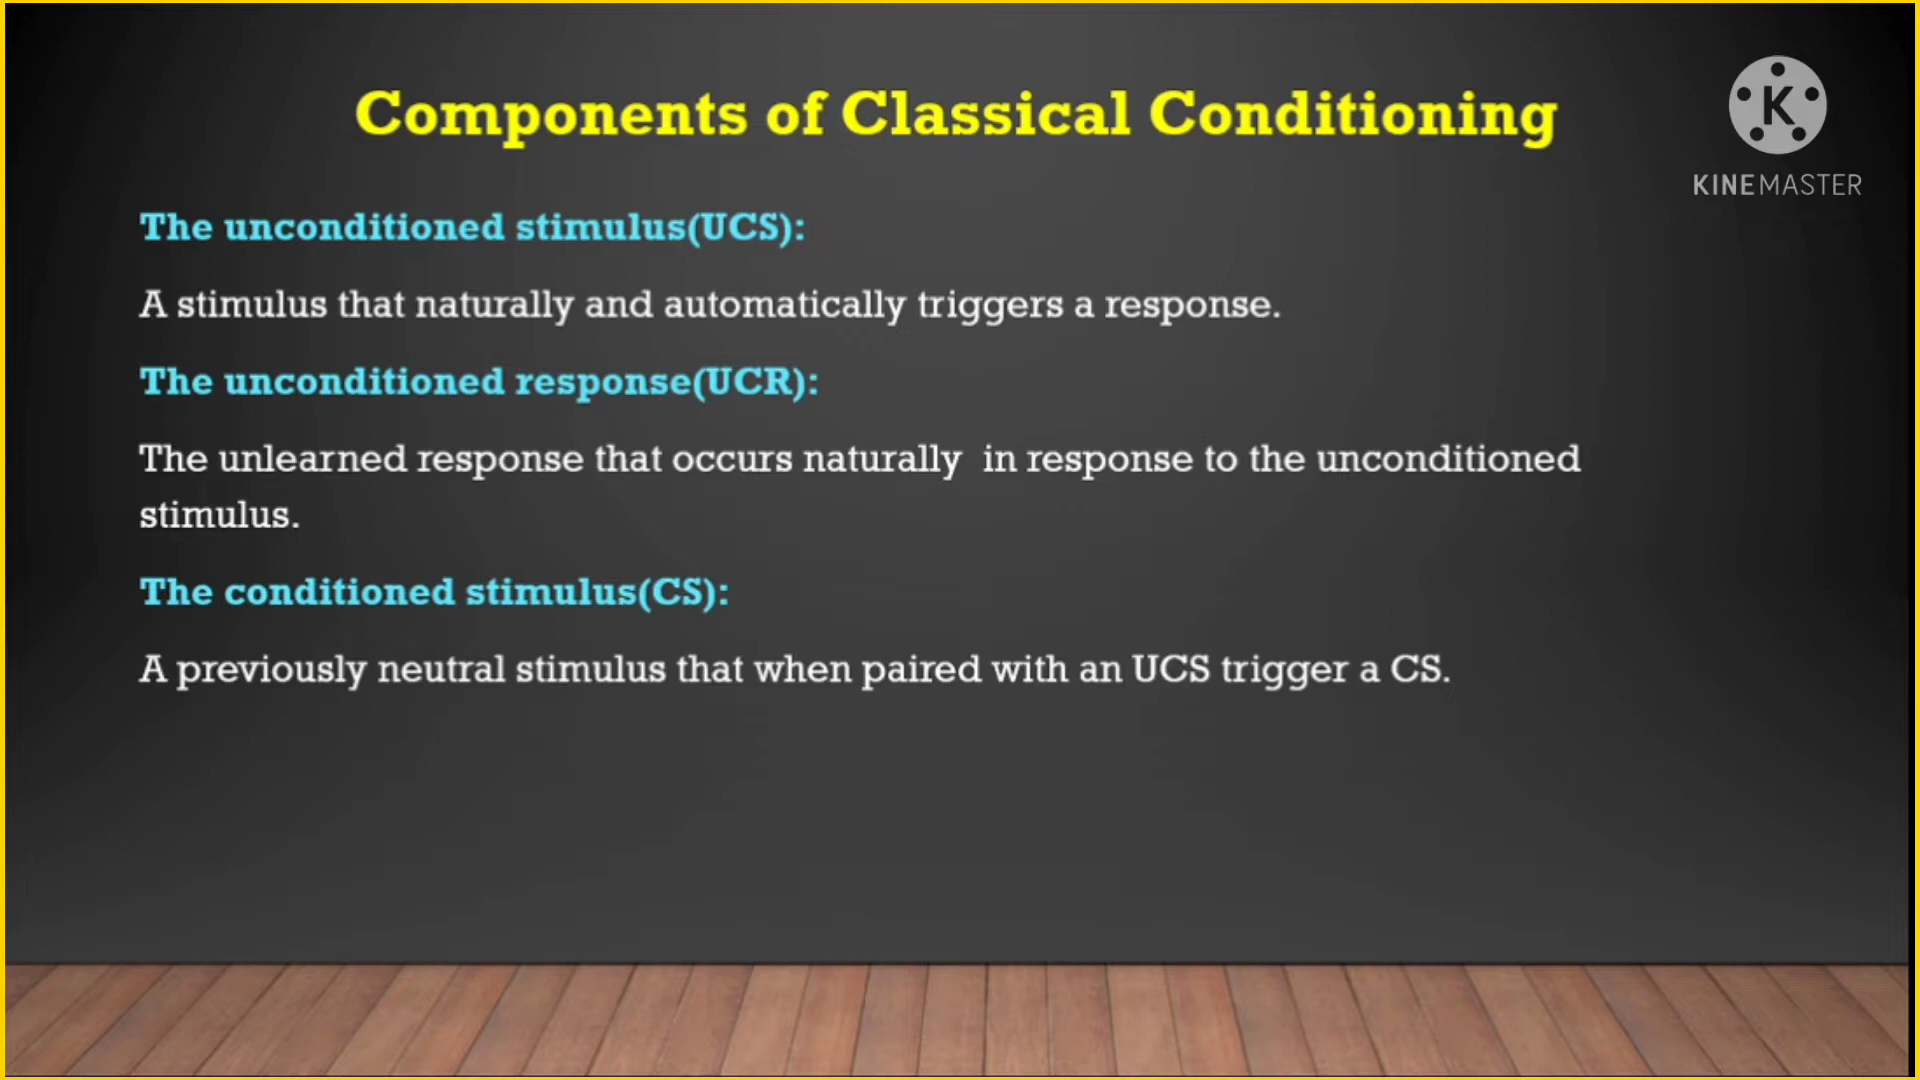 Components of Classical Conditioning
K
KINEMASTER
The unconditioned stimulus(UCS):
A stimulus that naturally and automatically triggers a response.
The unconditioned response(UCR):
The unlearned response that occurs naturally  in response to the unconditioned
stimulus.
The conditioned stimulus(CS):
A previously neutral stimulus that when paired with an UCS trigger a CS.